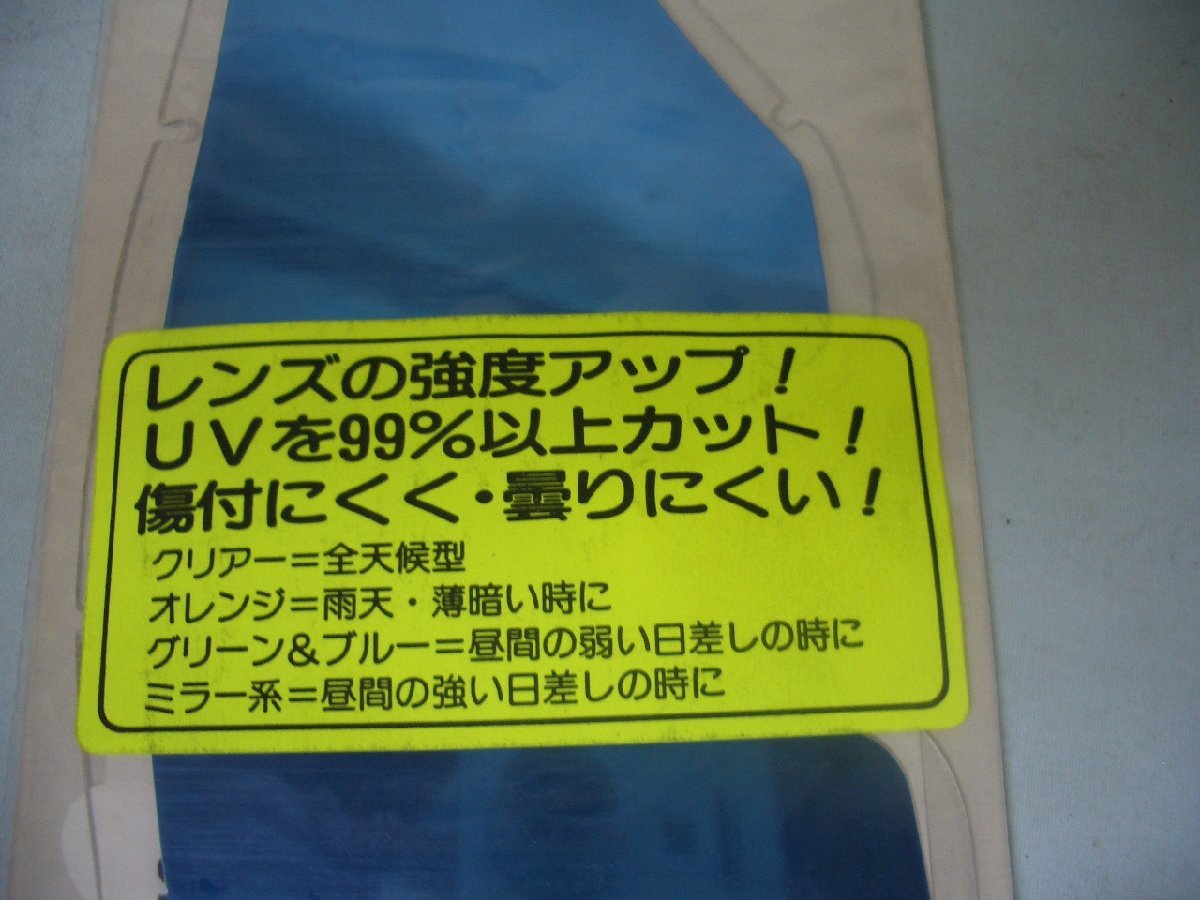 レンズの強度アップ！
UVを99%以上カット！
傷付にくく・曇りにくい！
クリアー＝全天候型
オレンジ＝雨天・薄暗い時に
グリーン&ブルー＝昼間の弱い日差しの時に
ミラー系＝昼間の強い日差しの時に